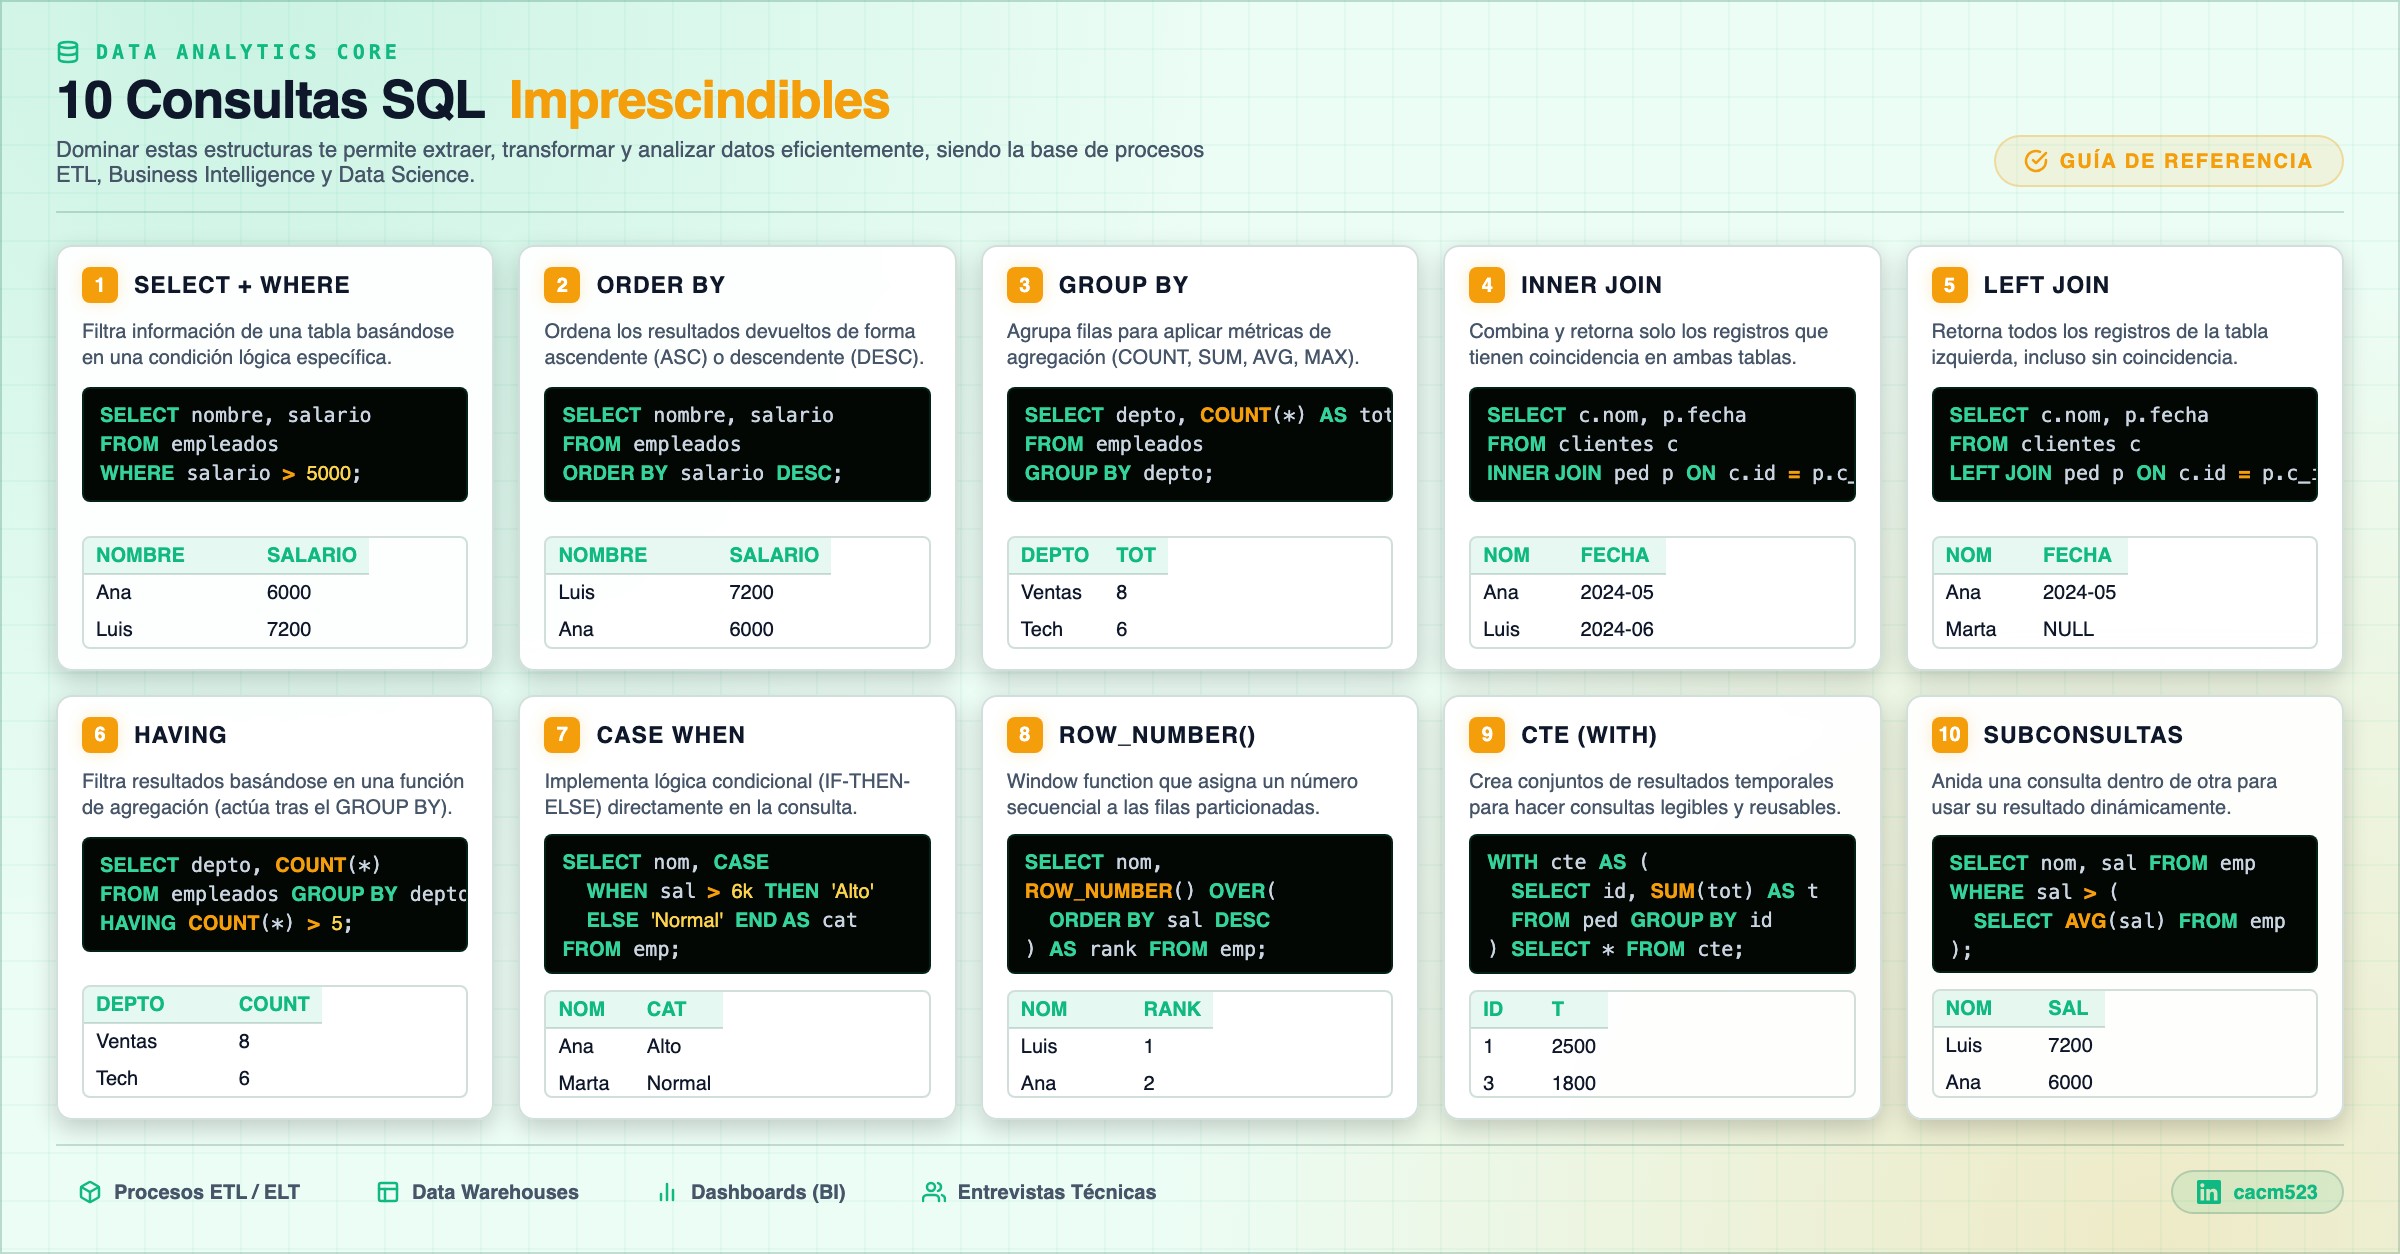 DATA ANALYTICS CORE
10 Consultas SQL Imprescindibles
Dominar estas estructuras te permite extraer, transformar y analizar datos eficientemente, siendo la base de procesos
ETL, Business Intelligence y Data Science.
GUÍA DE REFERENCIA
1 SELECT + WHERE
Filtra información de una tabla basándose
en una condición lógica específica.
SELECT nombre, salario
FROM empleados
WHERE salario > 5000;
NOMBRE SALARIO
Ana 6000
Luis 7200
2 ORDER BY
Ordena los resultados devueltos de forma
ascendente (ASC) o descendente (DESC).
SELECT nombre, salario
FROM empleados
ORDER BY salario DESC;
NOMBRE SALARIO
Luis 7200
Ana 6000
3 GROUP BY
Agrupa filas para aplicar métricas de
agregación (COUNT, SUM, AVG, MAX).
SELECT depto, COUNT(*) AS tot
FROM empleados
GROUP BY depto;
DEPTO TOT
Ventas 8
Tech 6
4 INNER JOIN
Combina y retorna solo los registros que
tienen coincidencia en ambas tablas.
SELECT c.nom, p.fecha
FROM clientes c
INNER JOIN ped p ON c.id = p.c_
NOM FECHA
Ana 2024-05
Luis 2024-06
5 LEFT JOIN
Retorna todos los registros de la tabla
izquierda, incluso sin coincidencia.
SELECT c.nom, p.fecha
FROM clientes c
LEFT JOIN ped p ON c.id = p.c_
NOM FECHA
Ana 2024-05
Marta NULL
6 HAVING
Filtra resultados basándose en una función
de agregación (actúa tras el GROUP BY).
SELECT depto, COUNT(*)
FROM empleados GROUP BY depto
HAVING COUNT(*) > 5;
DEPTO COUNT
Ventas 8
Tech 6
7 CASE WHEN
Implementa lógica condicional (IF-THEN-
ELSE) directamente en la consulta.
SELECT nom, CASE
WHEN sal > 6k THEN 'Alto'
ELSE 'Normal' END AS cat
FROM emp;
NOM CAT
Ana Alto
Marta Normal
8 ROW_NUMBER()
Window function que asigna un número
secuencial a las filas particionadas.
SELECT nom,
ROW_NUMBER() OVER(
ORDER BY sal DESC
) AS rank FROM emp;
NOM RANK
Luis 1
Ana 2
9 CTE (WITH)
Crea conjuntos de resultados temporales
para hacer consultas legibles y reusables.
WITH cte AS (
SELECT id, SUM(tot) AS t
FROM ped GROUP BY id
) SELECT * FROM cte;
ID T
1 2500
3 1800
10 SUBCONSULTAS
Anida una consulta dentro de otra para
usar su resultado dinámicamente.
SELECT nom, sal FROM emp
WHERE sal > (
SELECT AVG(sal) FROM emp
);
NOM SAL
Luis 7200
Ana 6000
Procesos ETL / ELT
Data Warehouses
Dashboards (BI)
Entrevistas Técnicas
cacm523